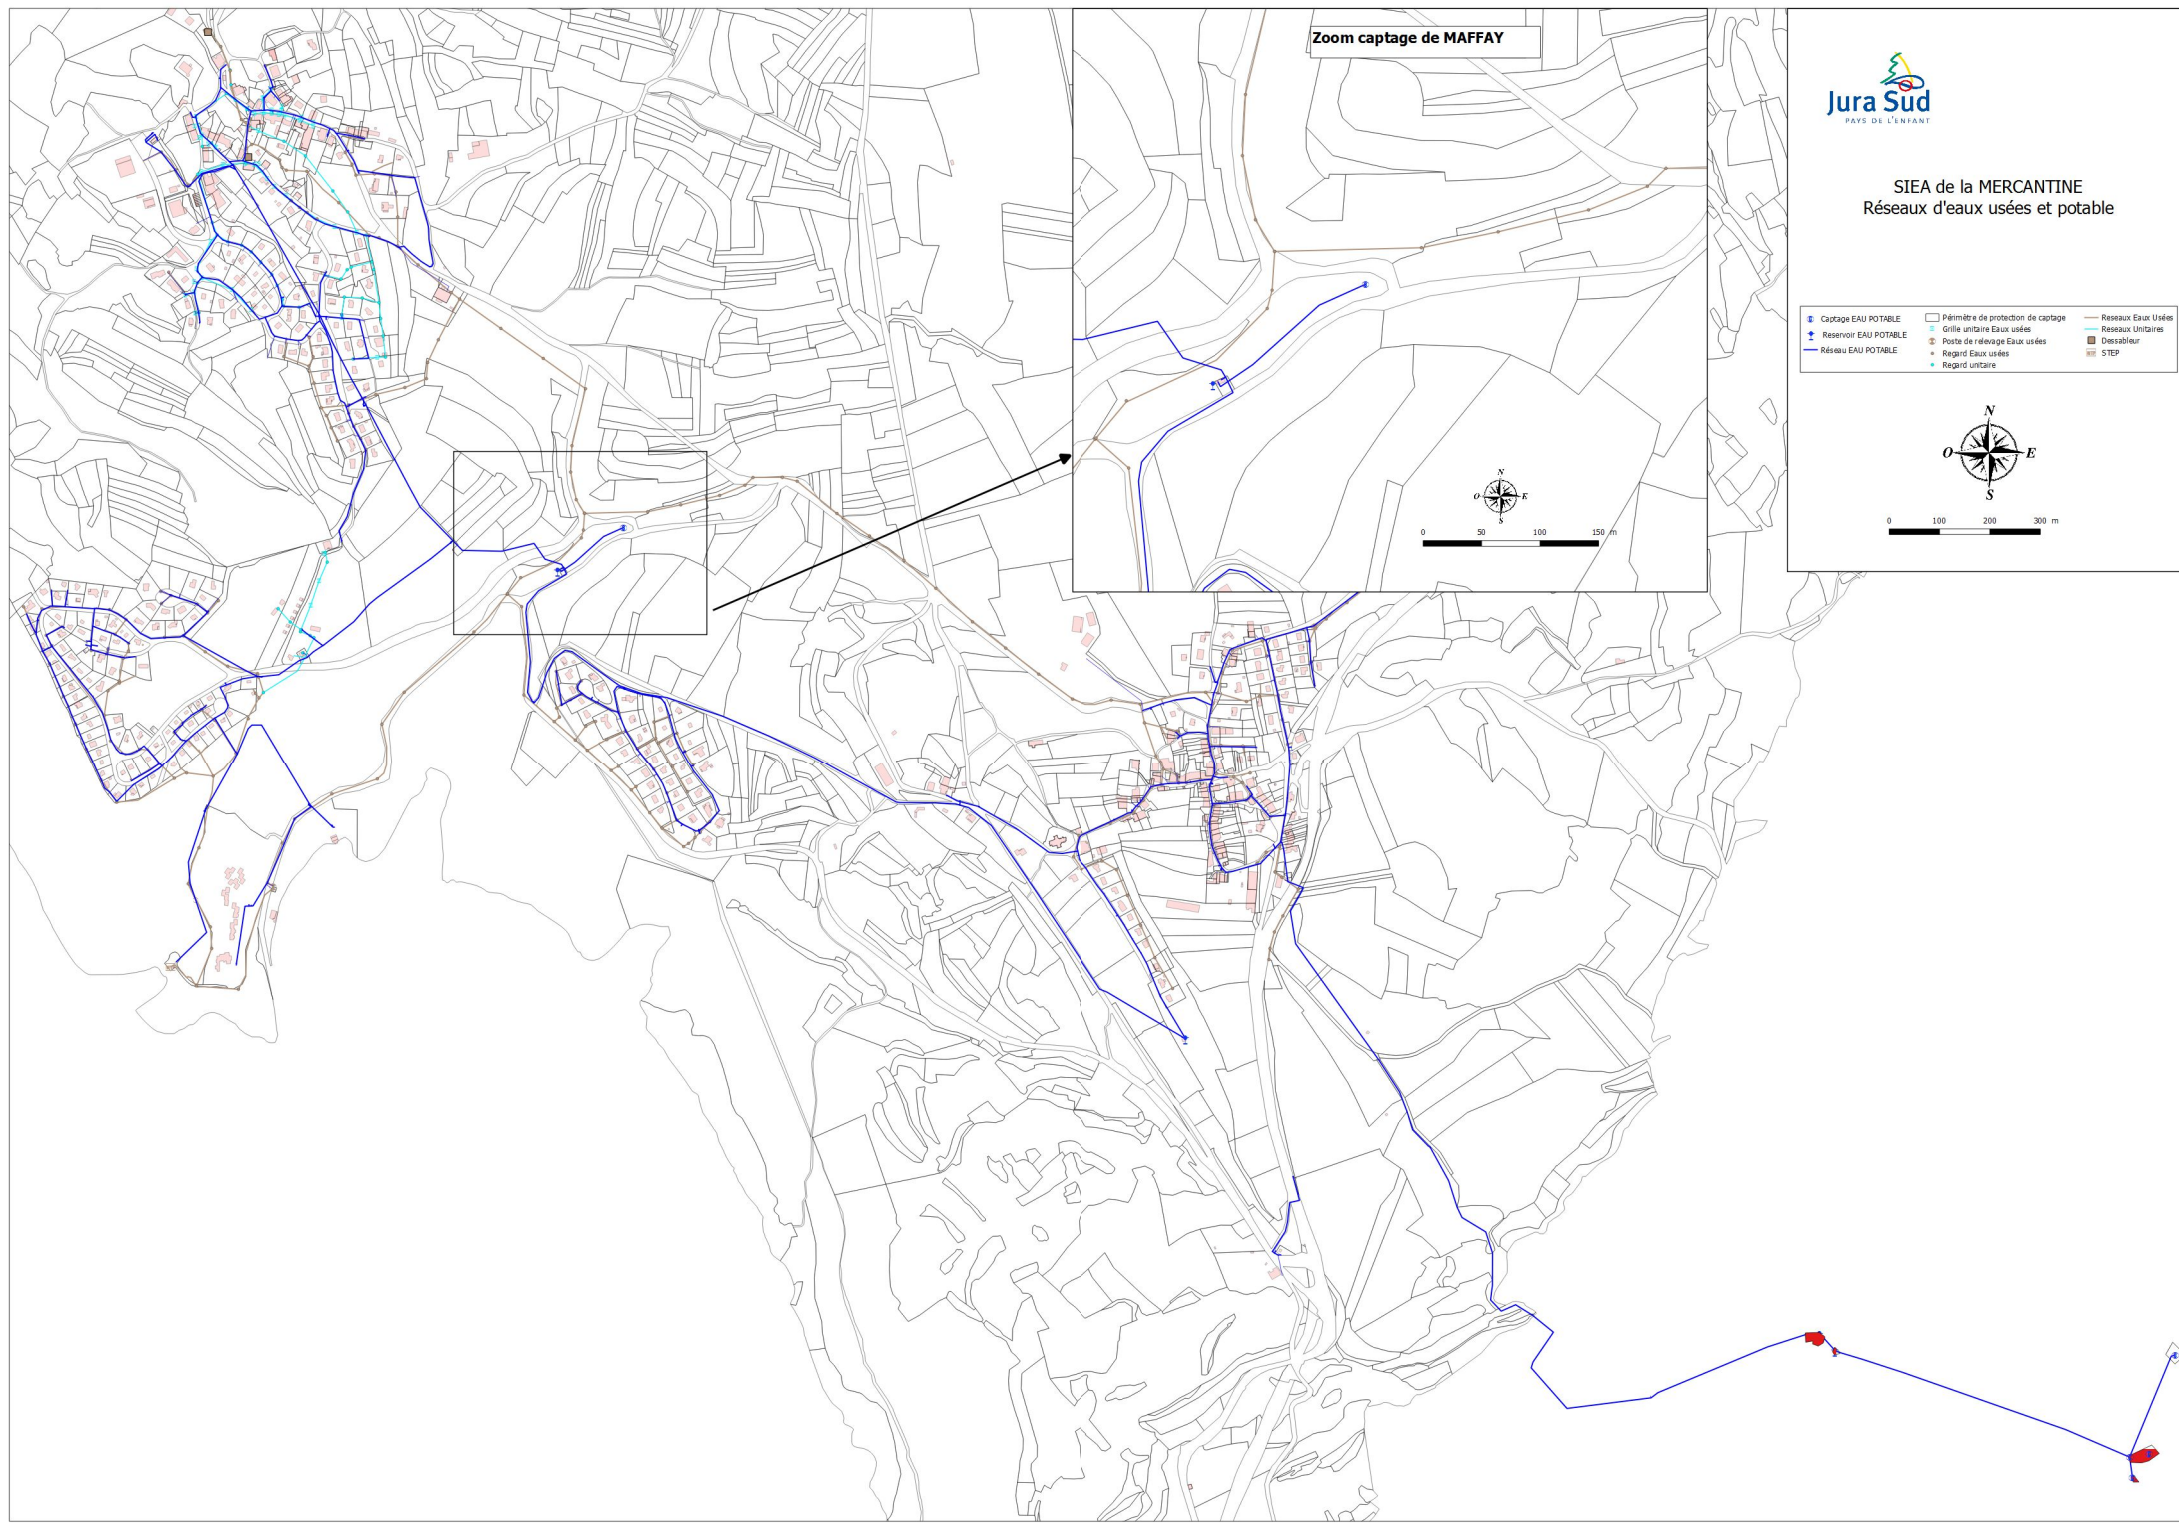 Zoom captage de MAFFAY
N
O
E
S
0 50 100 150 m
Jura Sud
PAYS DE L'ENFANT
SIEA de la MERCANTINE
Réseaux d'eaux usées et potable
Captage EAU POTABLE
Reservoir EAU POTABLE
Réseau EAU POTABLE
Périmètre de protection de captage
Grille unitaire Eaux usées
Poste de relevage Eaux usées
Regard Eaux usées
Regard unitaire
Reseaux Eaux Usées
Reseaux Unitaires
Dessableur
STEP
N
O
E
S
0 100 200 300 m